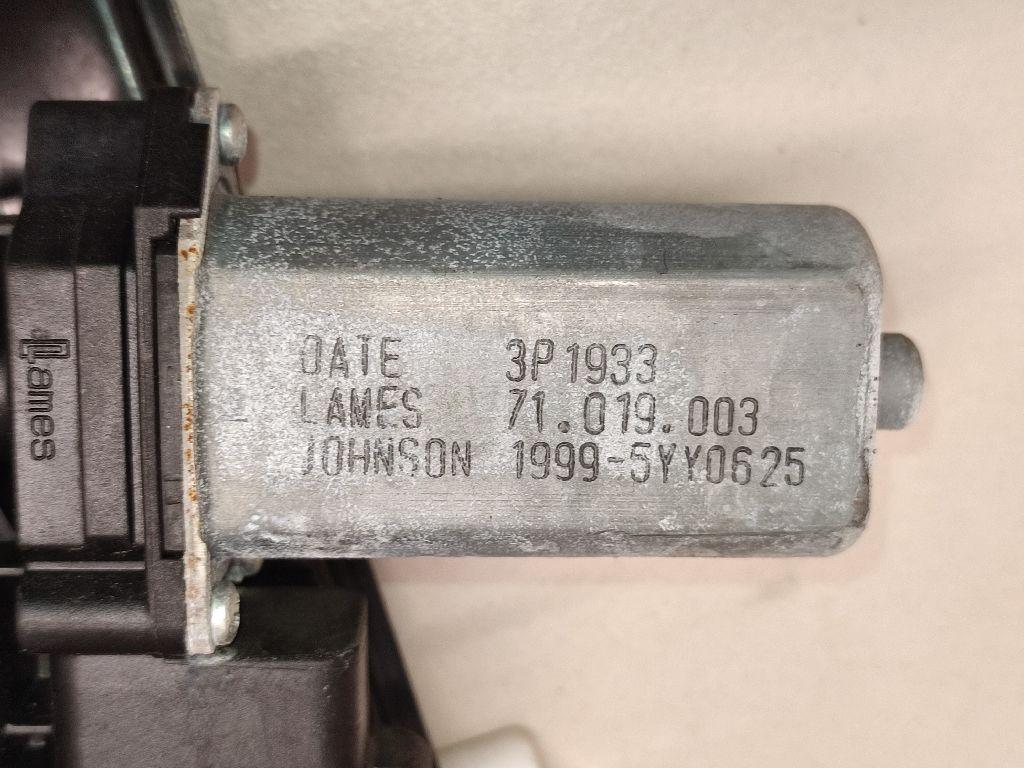 DATE 3P1933
LAMES 71.019.003
JOHNSON 1999-5YY0625
Lames